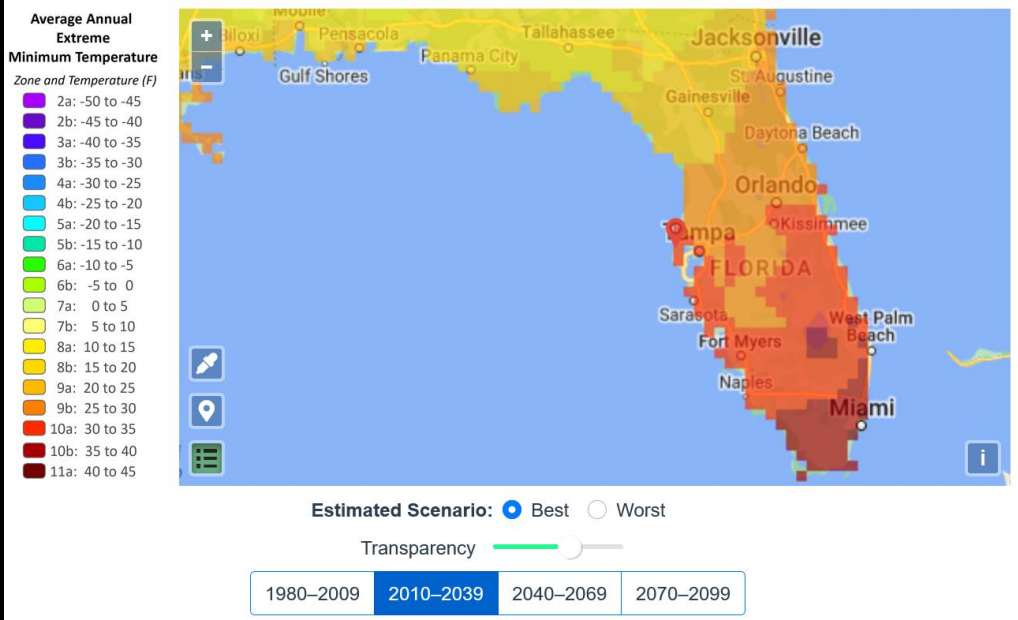 Average Annual
Extreme
Minimum Temperature
Zone and Temperature (F)
2a: -50 to -45
2b: -45 to -40
3a: -40 to -35
3b: -35 to -30
4a: -30 to -25
4b: -25 to -20
5a: -20 to -15
5b: -15 to -10
6a: -10 to -5
6b: -5 to 0
7a: 0 to 5
7b: 5 to 10
8a: 10 to 15
8b: 15 to 20
9a: 20 to 25
9b: 25 to 30
10a: 30 to 35
10b: 35 to 40
11a: 40 to 45
+
−
Mobile
Biloxi
Pensacola
Tallahassee
Jacksonville
Panama City
Gulf Shores
St. Augustine
Gainesville
Daytona Beach
Orlando
Kissimmee
Tampa
FLORIDA
Sarasota
West Palm
Beach
Fort Myers
Naples
Miami
i
Estimated Scenario: Best Worst
Transparency
1980–2009 2010–2039 2040–2069 2070–2099